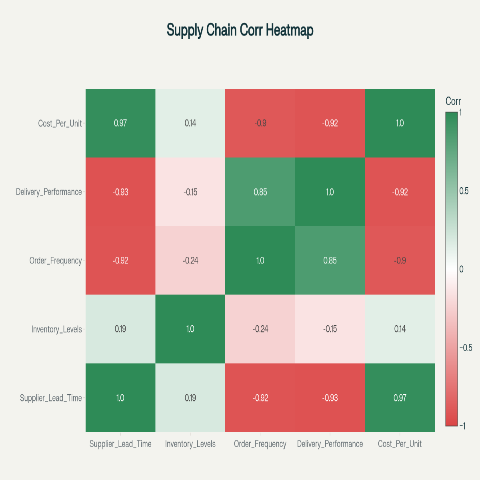 Supply Chain Corr Heatmap
Corr
Cost_Per_Unit 0.97 0.14 -0.9 -0.92 1.0
1
Delivery_Performance -0.93 -0.15 0.85 1.0 -0.92
0.5
Order_Frequency -0.92 -0.24 1.0 0.85 -0.9
0
Inventory_Levels 0.19 1.0 -0.24 -0.15 0.14
-0.5
Supplier_Lead_Time 1.0 0.19 -0.92 -0.93 0.97
-1
Supplier_Lead_Time Inventory_Levels Order_Frequency Delivery_Performance Cost_Per_Unit